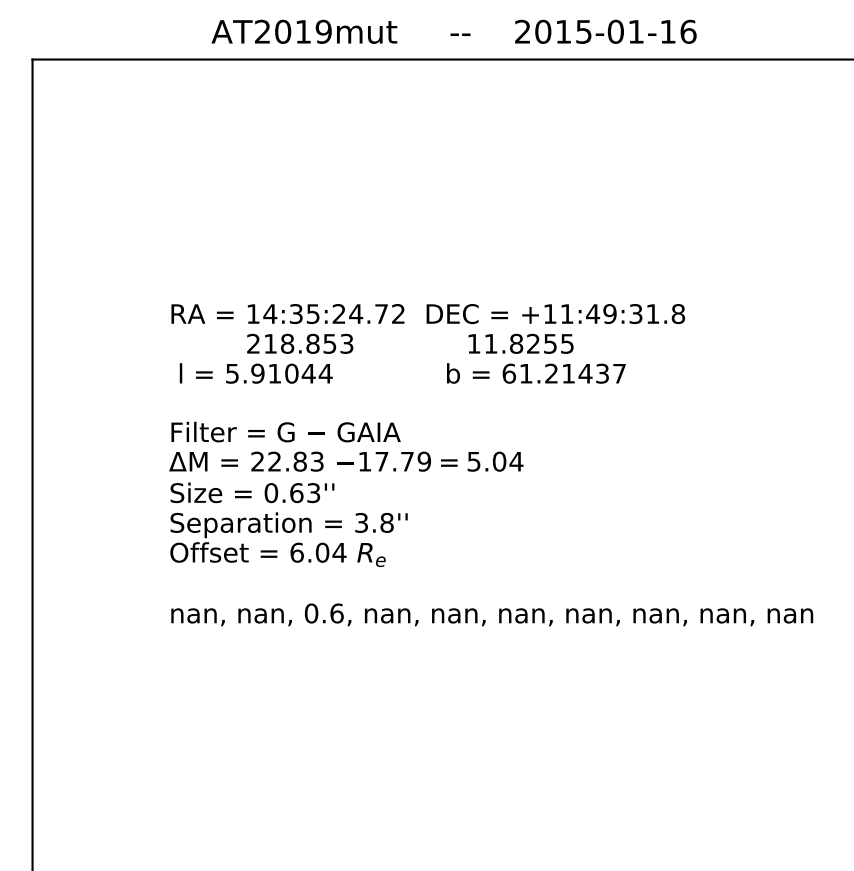 AT2019mut -- 2015-01-16
RA = 14:35:24.72 DEC = +11:49:31.8
218.853 11.8255
l = 5.91044 b = 61.21437
Filter = G − GAIA
ΔM = 22.83 −17.79 = 5.04
Size = 0.63''
Separation = 3.8''
Offset = 6.04 Re
nan, nan, 0.6, nan, nan, nan, nan, nan, nan, nan